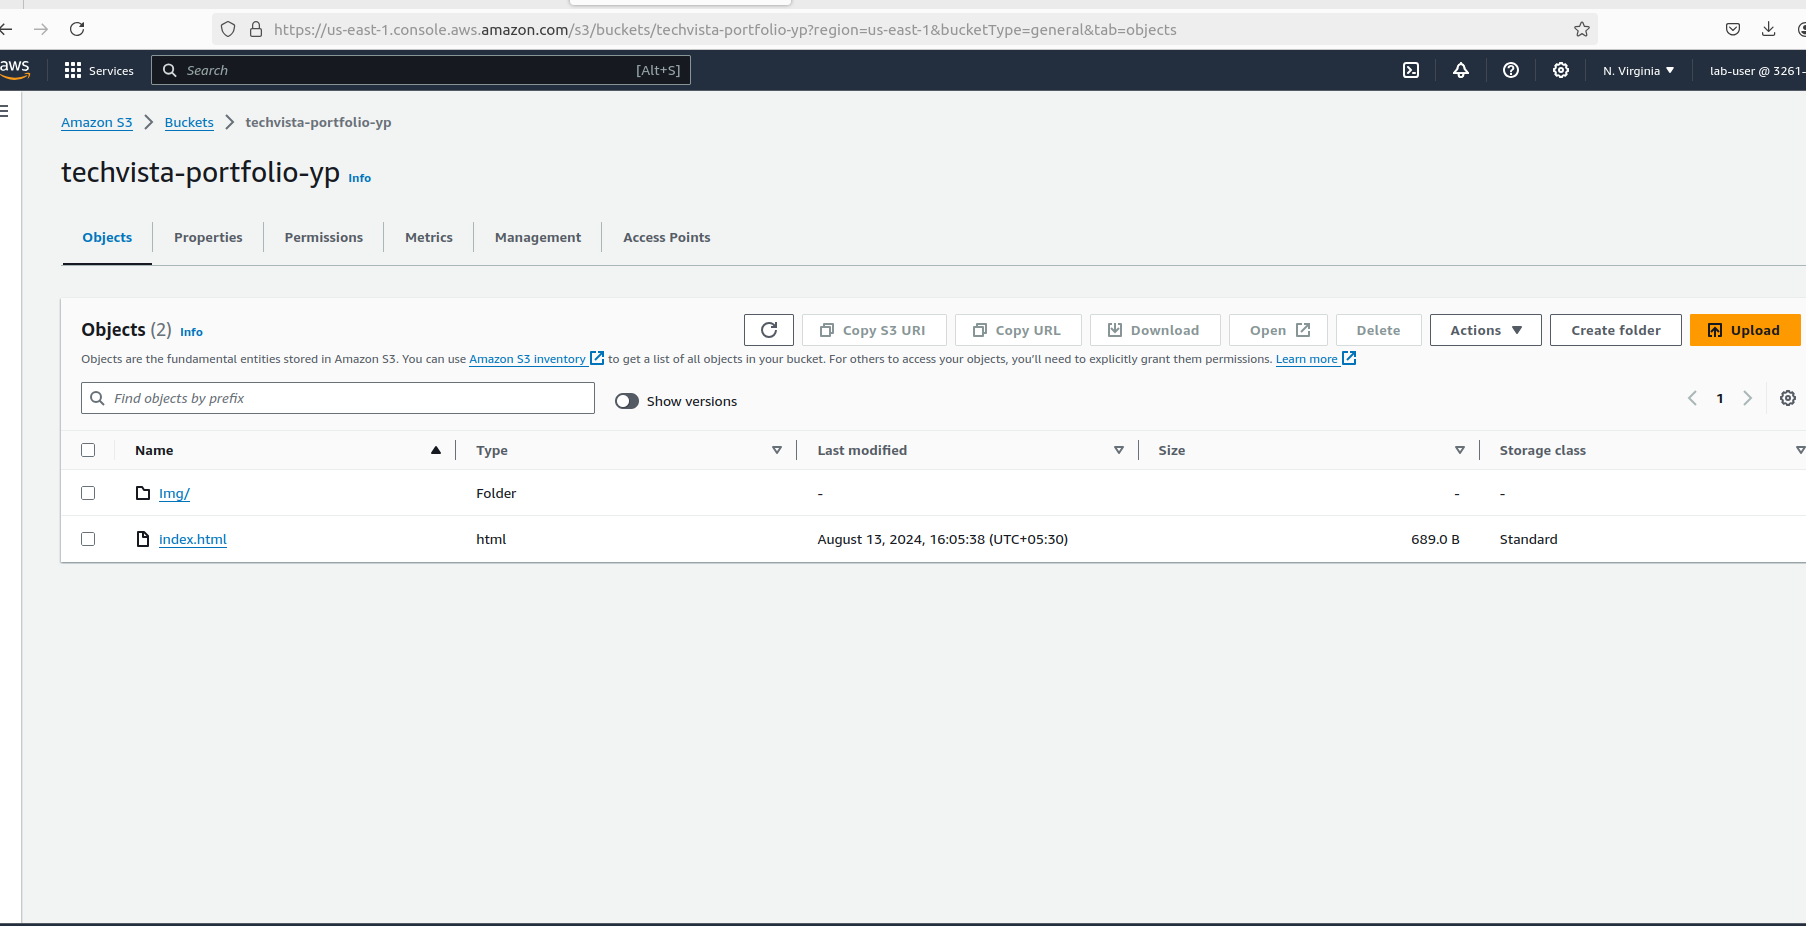 https://us-east-1.console.aws.amazon.com/s3/buckets/techvista-portfolio-yp?region=us-east-1&bucketType=general&tab=objects
aws Services Search [Alt+S] N. Virginia lab-user @ 3261-
Amazon S3 Buckets techvista-portfolio-yp
techvista-portfolio-yp Info
Objects Properties Permissions Metrics Management Access Points
Objects (2) Info Copy S3 URI Copy URL Download Open Delete Actions Create folder Upload
Objects are the fundamental entities stored in Amazon S3. You can use Amazon S3 inventory to get a list of all objects in your bucket. For others to access your objects, you'll need to explicitly grant them permissions. Learn more
Find objects by prefix Show versions 1
Name Type Last modified Size Storage class
Img/ Folder - - -
index.html html August 13, 2024, 16:05:38 (UTC+05:30) 689.0 B Standard